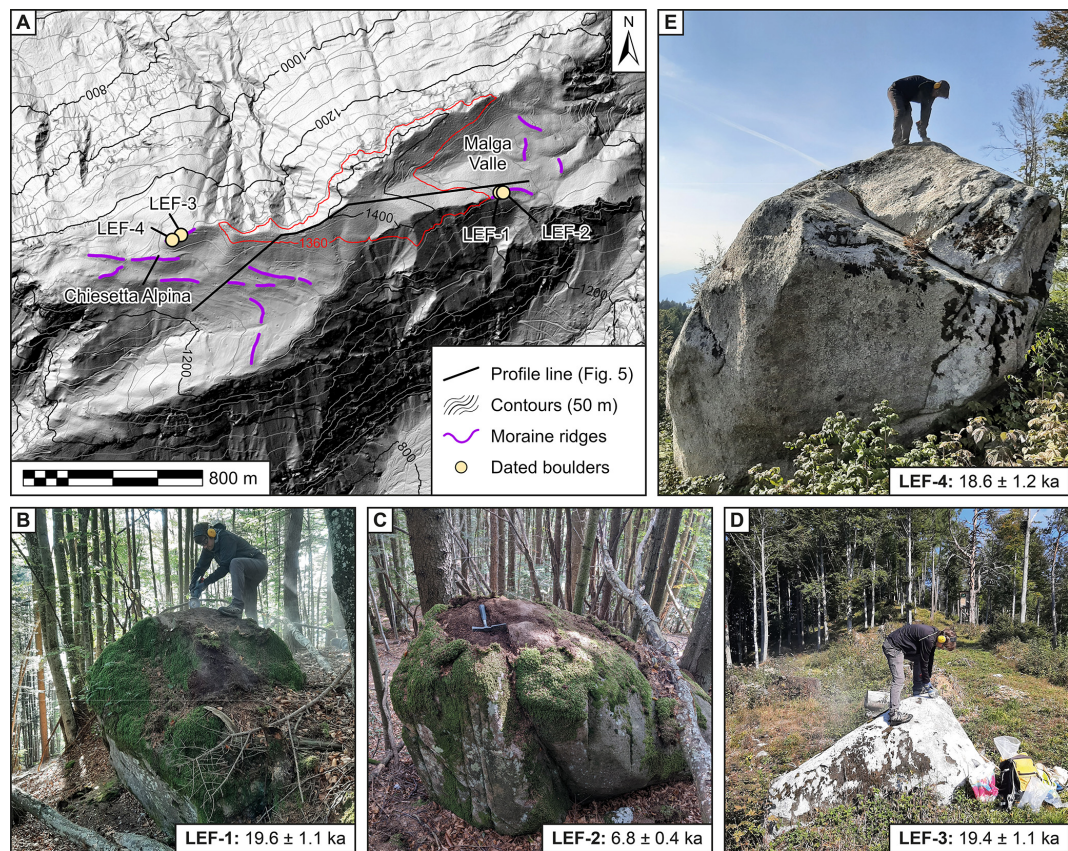 A
N
1000
800
1200
Malga
Valle
LEF-3
LEF-4
1400
LEF-1
LEF-2
1360
Chiesetta Alpina
1200
1200
800
Profile line (Fig. 5)
Contours (50 m)
Moraine ridges
Dated boulders
800 m
E
LEF-4: 18.6 ± 1.2 ka
B
LEF-1: 19.6 ± 1.1 ka
C
LEF-2: 6.8 ± 0.4 ka
D
LEF-3: 19.4 ± 1.1 ka